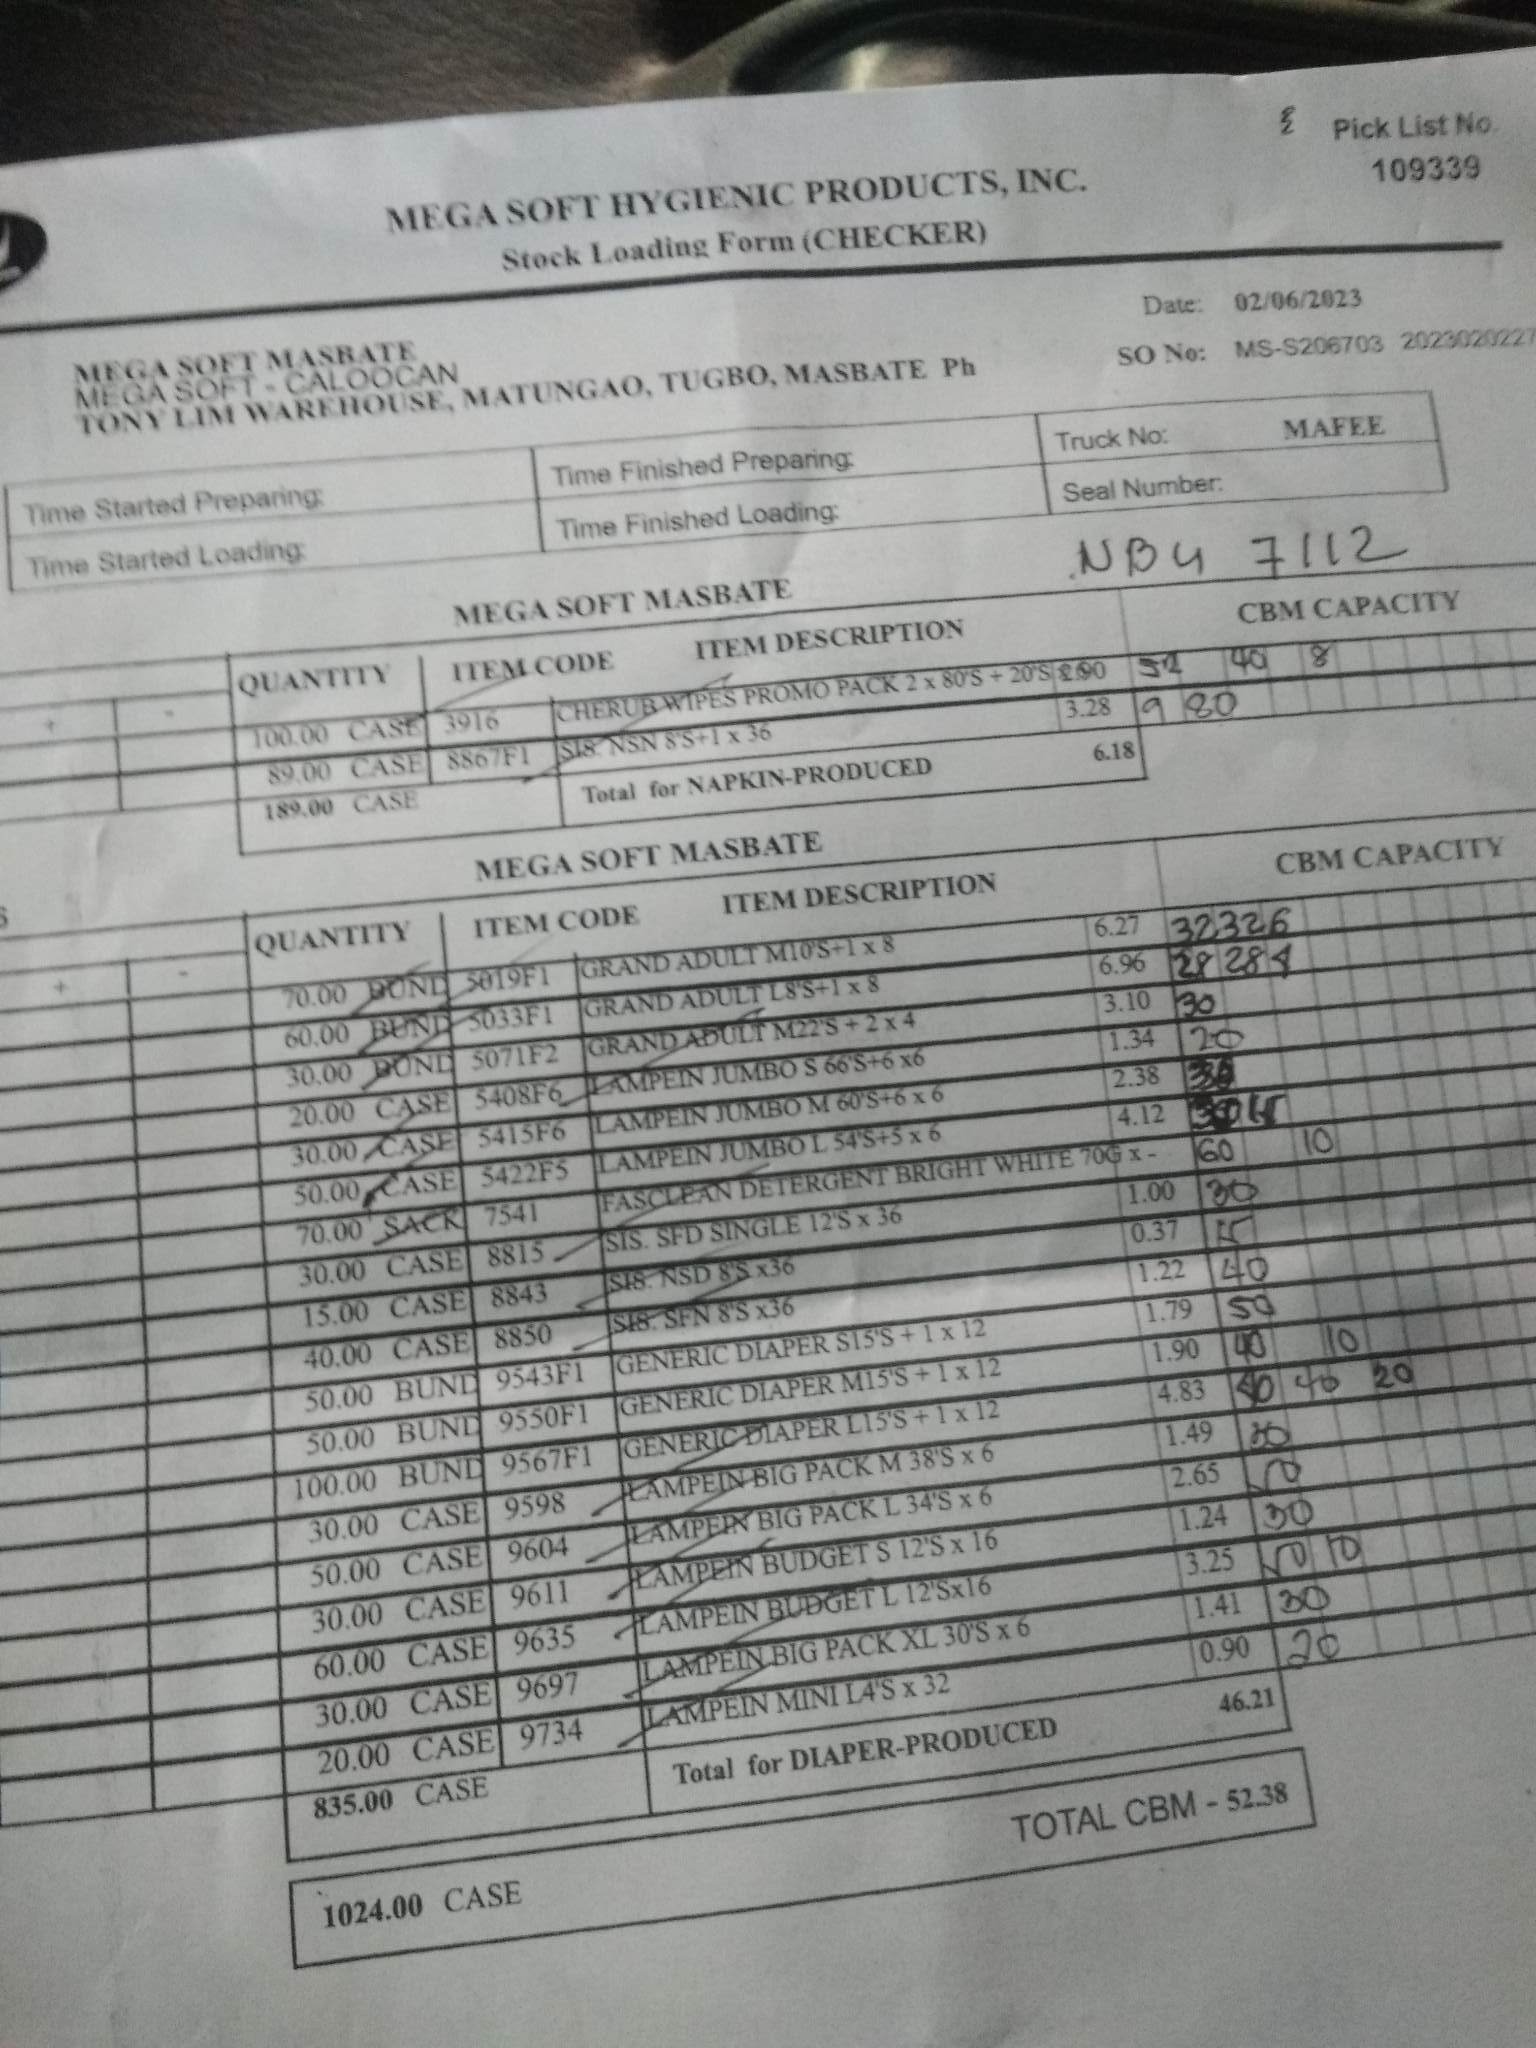 Pick List No.
109339
MEGA SOFT HYGIENIC PRODUCTS, INC.
Stock Loading Form (CHECKER)
Date: 02/06/2023
SO No: MS-S206703 2023020227
MEGA SOFT MASBATE
MEGA SOFT - CALOOCAN
TONY LIM WAREHOUSE, MATUNGAO, TUGBO, MASBATE Ph
Time Started Preparing: Time Finished Preparing: Truck No: MAFEE
Time Started Loading: Time Finished Loading: Seal Number:
NBU 7112
MEGA SOFT MASBATE
QUANTITY ITEM CODE ITEM DESCRIPTION CBM CAPACITY
+ -
100.00 CASE 3916 CHERUB WIPES PROMO PACK 2 x 80'S + 20'S 2.90 52 40 8
89.00 CASE 8867F1 SIS. NSN 8'S+1 x 36 3.28 9 80
189.00 CASE Total for NAPKIN-PRODUCED 6.18
MEGA SOFT MASBATE
QUANTITY ITEM CODE ITEM DESCRIPTION CBM CAPACITY
+ -
70.00 BUND 5019F1 GRAND ADULT M10'S+1 x 8 6.27 32 32 6
60.00 BUND 5033F1 GRAND ADULT L8'S+1 x 8 6.96 28 28 4
30.00 BUND 5071F2 GRAND ADULT M22'S + 2 x 4 3.10 30
20.00 CASE 5408F6 LAMPEIN JUMBO S 66'S+6 x6 1.34 20
30.00 CASE 5415F6 LAMPEIN JUMBO M 60'S+6 x 6 2.38 30
50.00 CASE 5422F5 LAMPEIN JUMBO L 54'S+5 x 6 4.12
70.00 SACK 7541 FASCLEAN DETERGENT BRIGHT WHITE 70G x - 60 10
30.00 CASE 8815 SIS. SFD SINGLE 12'S x 36 1.00 30
15.00 CASE 8843 SIS. NSD 8'S x36 0.37 15
40.00 CASE 8850 SIS. SFN 8'S x36 1.22 40
50.00 BUND 9543F1 GENERIC DIAPER S15'S + 1 x 12 1.79 50
50.00 BUND 9550F1 GENERIC DIAPER M15'S + 1 x 12 1.90 40 10
100.00 BUND 9567F1 GENERIC DIAPER L15'S + 1 x 12 4.83 40 40 20
30.00 CASE 9598 LAMPEIN BIG PACK M 38'S x 6 1.49 30
50.00 CASE 9604 LAMPEIN BIG PACK L 34'S x 6 2.65 50
30.00 CASE 9611 LAMPEIN BUDGET S 12'S x 16 1.24 30
60.00 CASE 9635 LAMPEIN BUDGET L 12'Sx16 3.25 50 10
30.00 CASE 9697 LAMPEIN BIG PACK XL 30'S x 6 1.41 30
20.00 CASE 9734 LAMPEIN MINI L4'S x 32 0.90 20
835.00 CASE Total for DIAPER-PRODUCED 46.21
TOTAL CBM - 52.38
1024.00 CASE